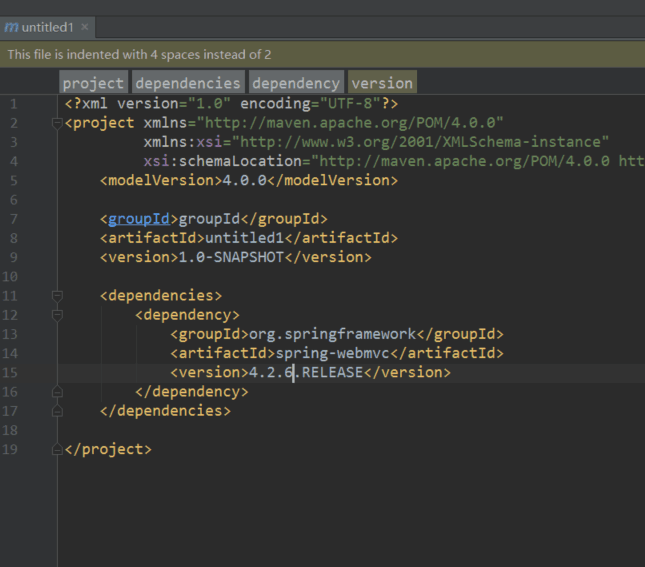 untitled1
This file is indented with 4 spaces instead of 2
project dependencies dependency version
1 <?xml version="1.0" encoding="UTF-8"?>
2 <project xmlns="http://maven.apache.org/POM/4.0.0"
3 xmlns:xsi="http://www.w3.org/2001/XMLSchema-instance"
4 xsi:schemaLocation="http://maven.apache.org/POM/4.0.0 htt
5 <modelVersion>4.0.0</modelVersion>
6
7 <groupId>groupId</groupId>
8 <artifactId>untitled1</artifactId>
9 <version>1.0-SNAPSHOT</version>
10
11 <dependencies>
12 <dependency>
13 <groupId>org.springframework</groupId>
14 <artifactId>spring-webmvc</artifactId>
15 <version>4.2.6.RELEASE</version>
16 </dependency>
17 </dependencies>
18
19 </project>